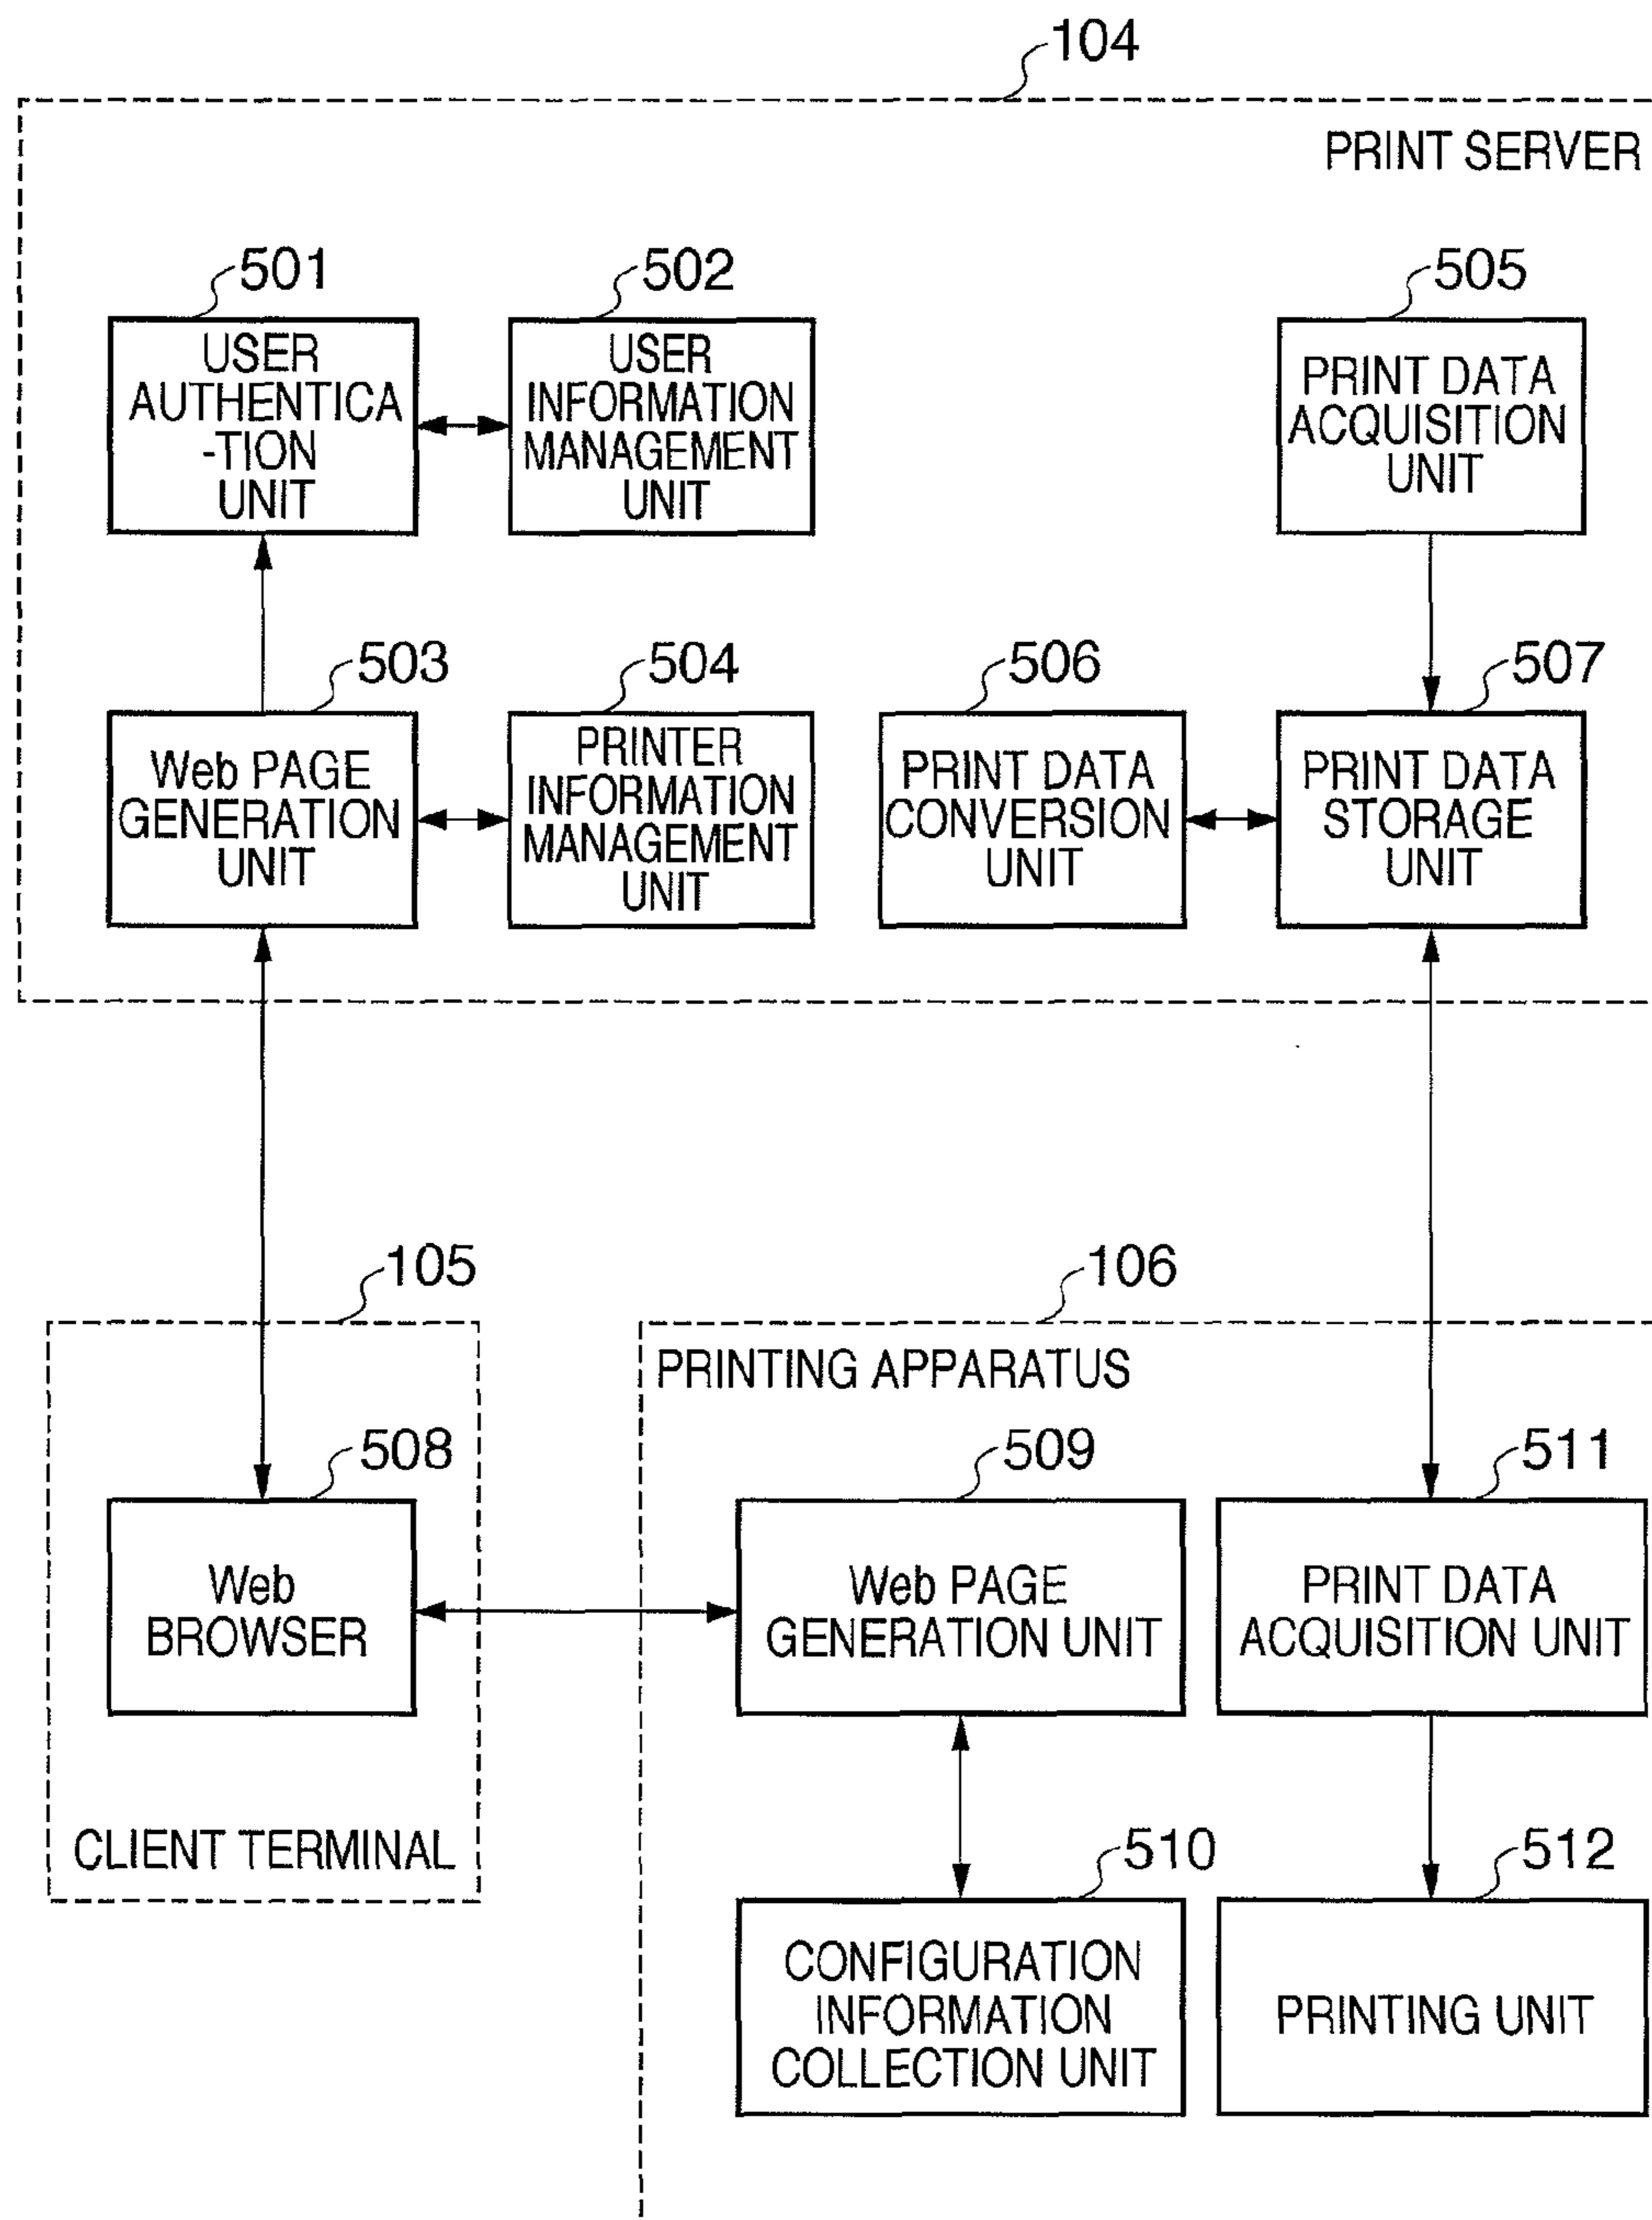 104
PRINT SERVER
501
USER
AUTHENTICA
-TION
UNIT
502
USER
INFORMATION
MANAGEMENT
UNIT
505
PRINT DATA
ACQUISITION
UNIT
503
Web PAGE
GENERATION
UNIT
504
PRINTER
INFORMATION
MANAGEMENT
UNIT
506
PRINT DATA
CONVERSION
UNIT
507
PRINT DATA
STORAGE
UNIT
105
508
Web
BROWSER
CLIENT TERMINAL
106
PRINTING APPARATUS
509
Web PAGE
GENERATION UNIT
511
PRINT DATA
ACQUISITION UNIT
510
CONFIGURATION
INFORMATION
COLLECTION UNIT
512
PRINTING UNIT